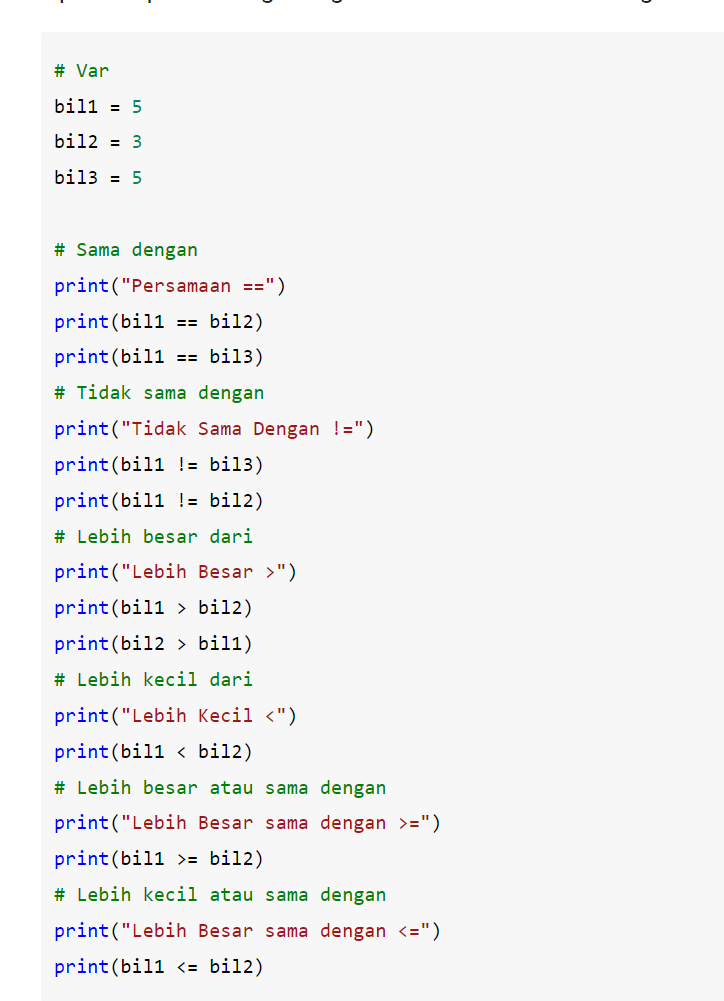 # Var
bil1 = 5
bil2 = 3
bil3 = 5
# Sama dengan
print("Persamaan ==")
print(bil1 == bil2)
print(bil1 == bil3)
# Tidak sama dengan
print("Tidak Sama Dengan !=")
print(bil1 != bil3)
print(bil1 != bil2)
# Lebih besar dari
print("Lebih Besar >")
print(bil1 > bil2)
print(bil2 > bil1)
# Lebih kecil dari
print("Lebih Kecil <")
print(bil1 < bil2)
# Lebih besar atau sama dengan
print("Lebih Besar sama dengan >=")
print(bil1 >= bil2)
# Lebih kecil atau sama dengan
print("Lebih Besar sama dengan <=")
print(bil1 <= bil2)